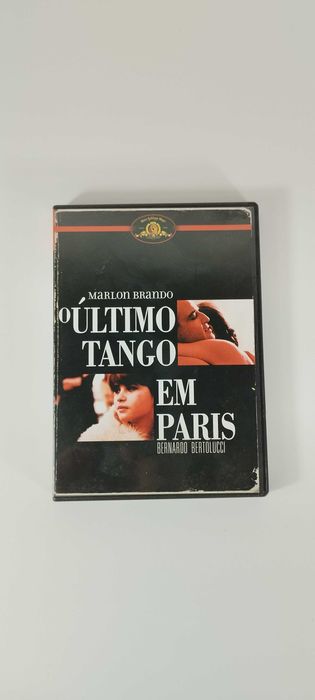 MARLON BRANDO
O ÚLTIMO
TANGO
EM
PARIS
BERNARDO BERTOLUCCI